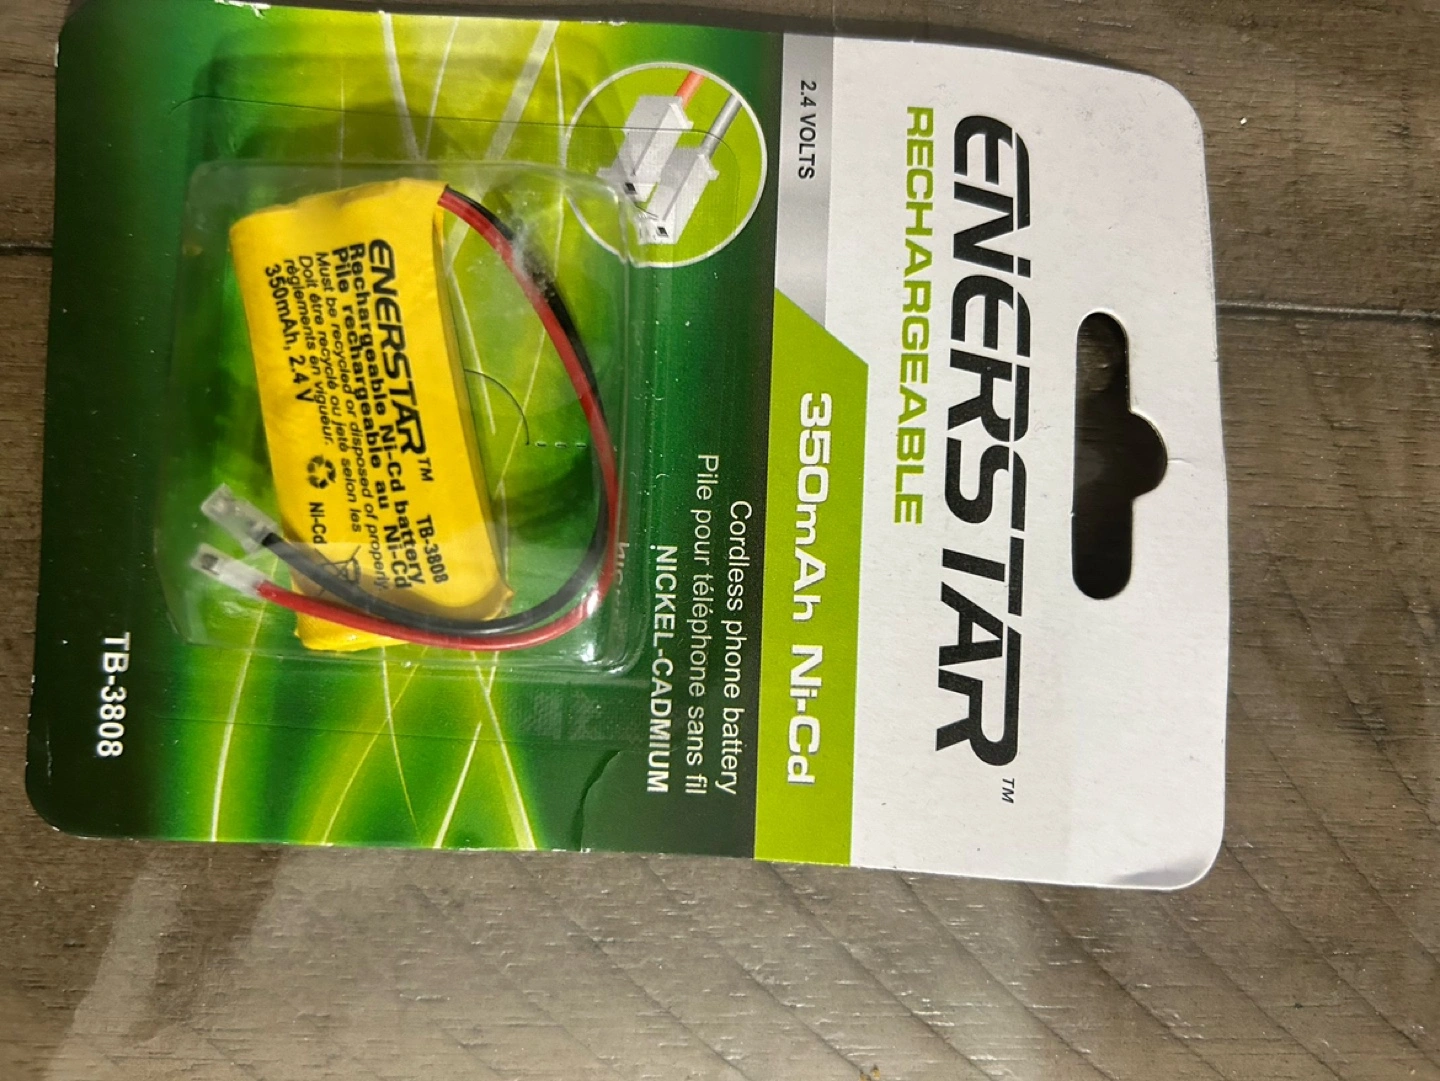 ENERSTAR™
RECHARGEABLE
2.4 VOLTS
350mAh Ni-Cd
Cordless phone battery
Pile pour téléphone sans fil
NICKEL-CADMIUM
TB-3808
ENERSTAR™
Rechargeable Ni-Cd battery
Pile rechargeable au Ni-Cd
Must be recycled or disposed of properly.
Doit être recyclé ou jeté selon les
règlements en vigueur.
350mAh, 2.4 V
Ni-Cd
TB-3808